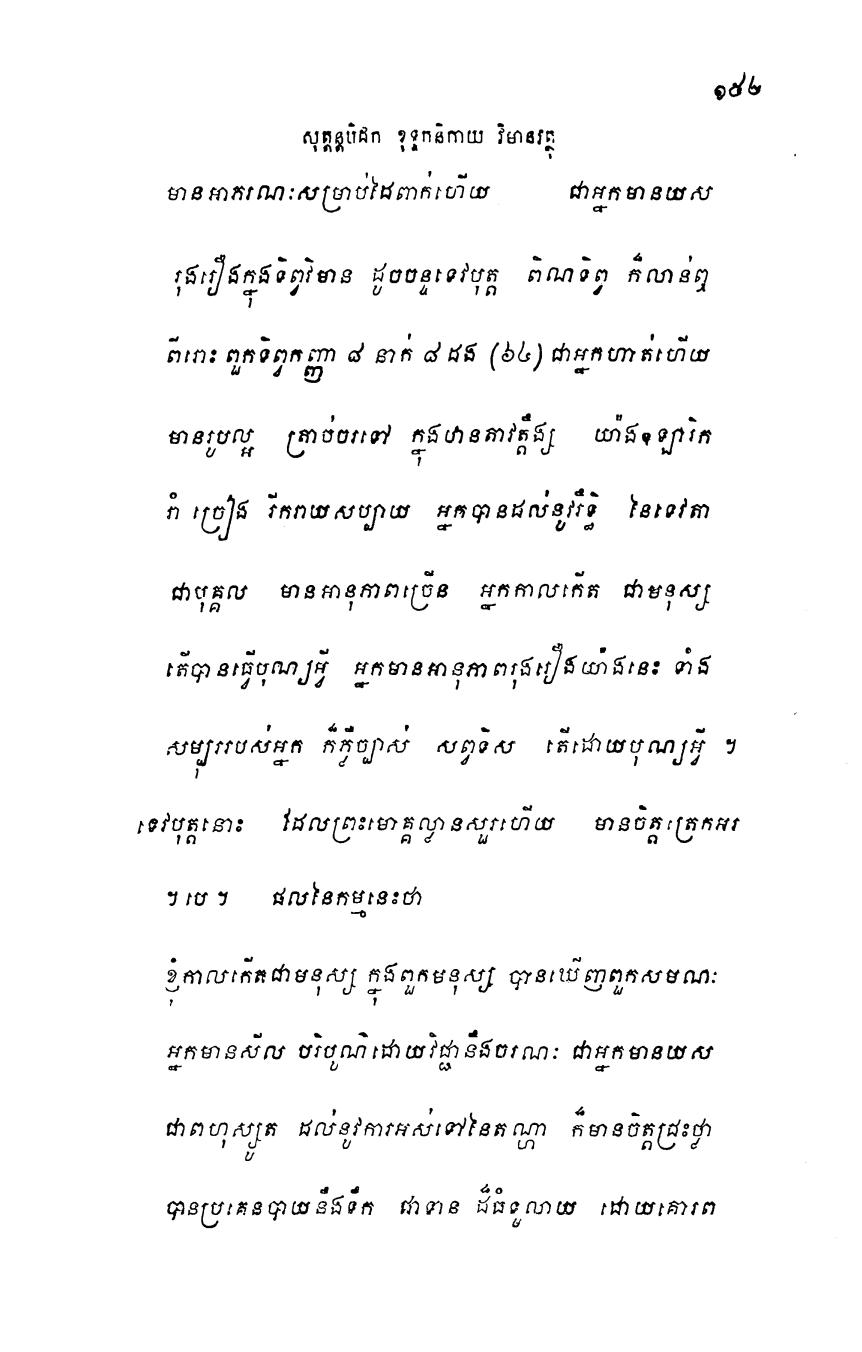 ១៥២
សុត្តន្តបិដក ខុទ្ទកនិកាយ វិមានវត្ថុ
មានអាភរណៈសម្រាប់ដៃពាក់ហើយ ជាអ្នកមានយស
រុងរឿងក្នុងទិព្វវិមាន ដូចចន្ទទេវបុត្ត ពិណទិព្វ ក៏លាន់ឮ
ពីរោះ ពួកទិព្វកញ្ញា ៨ នាក់ ៨ ដង (៦៤) ជាអ្នកហាត់ហើយ
មានរូបល្អ ត្រាច់ចរទៅ ក្នុងឋានតាវត្តឹង្ស យ៉ាងឡារិក
រាំ ច្រៀង រីករាយសប្បាយ អ្នកបានដល់នូវរឹទ្ធិ នៃទេវតា
ជាបុគ្គល មានអានុភាពច្រើន អ្នកកាលកើត ជាមនុស្ស
តើបានធ្វើបុណ្យអ្វី អ្នកមានអានុភាពរុងរឿងយ៉ាងនេះ ទាំង
សម្បុររបស់អ្នក ក៏ភ្លឺច្បាស់ សព្វទិស តើដោយបុណ្យអ្វី ។
ទេវបុត្តនោះ ដែលព្រះមោគ្គល្លានសួរហើយ មានចិត្តត្រេកអរ
។ បេ ។ ផលនៃកម្មនេះថា
ខ្ញុំកាលកើតជាមនុស្ស ក្នុងពួកមនុស្ស បានឃើញពួកសមណៈ
អ្នកមានសីល បរិបូណ៌ដោយវិជ្ជានឹងចរណៈ ជាអ្នកមានយស
ជាពហុស្សូត ដល់នូវការអស់ទៅនៃតណ្ហា ក៏មានចិត្តជ្រះថ្លា
បានប្រគេនបាយនឹងទឹក ជាទាន ដ៏ធំទូលាយ ដោយគោរព